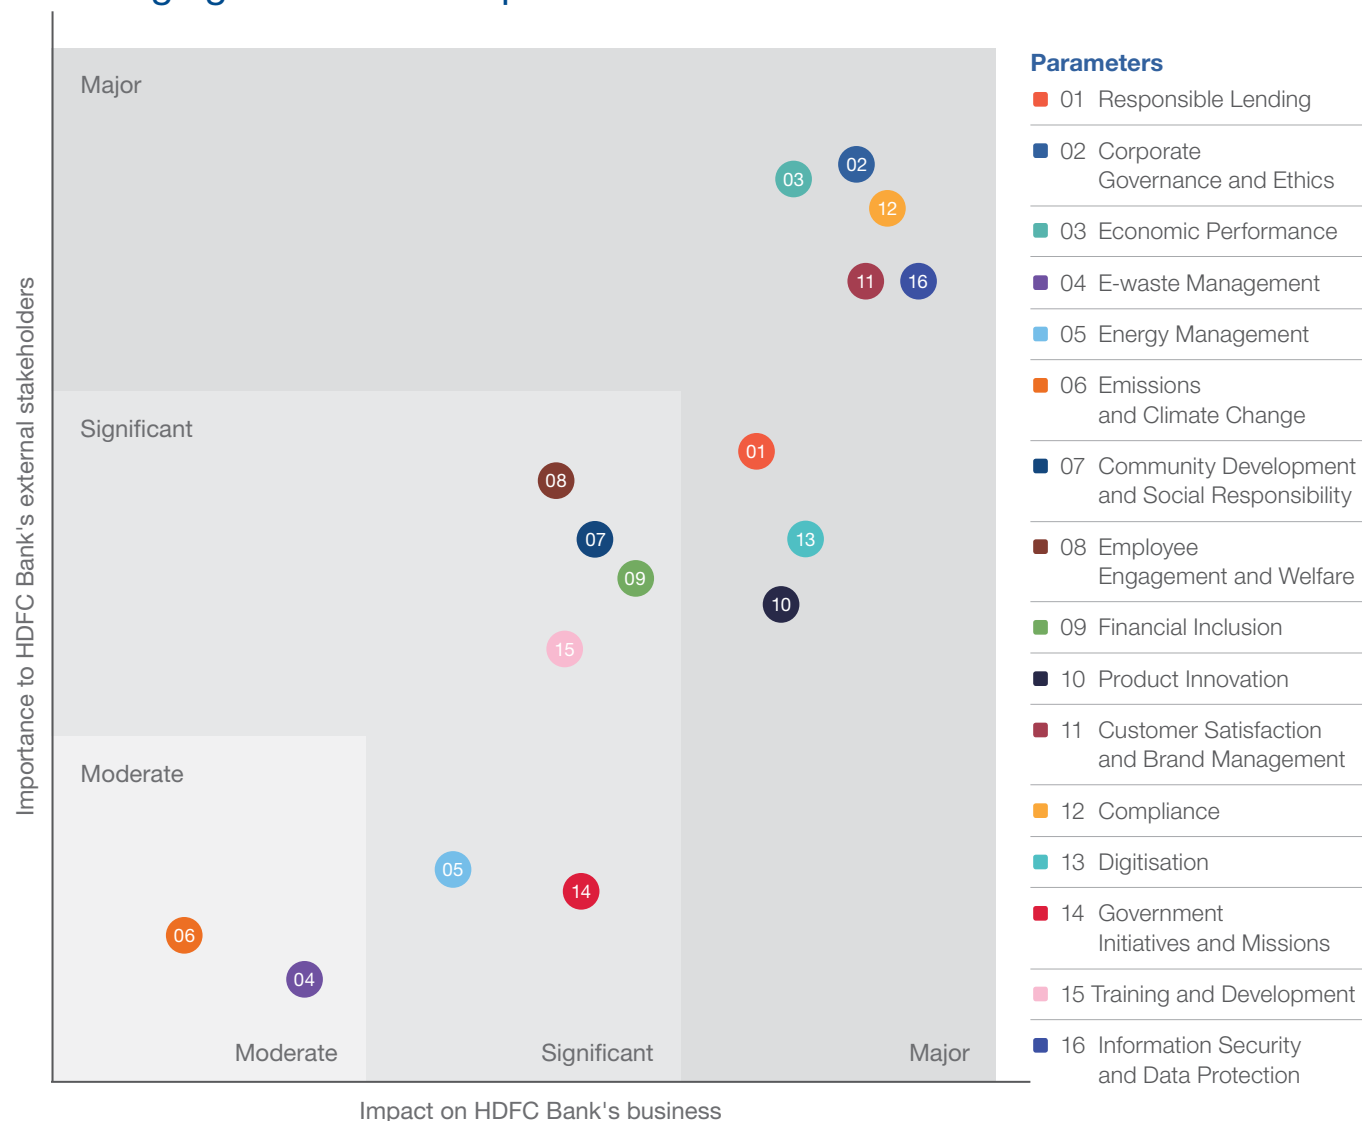 Major
03
02
12
11
16
Significant
01
08
07
13
09
10
15
Moderate
05
14
06
04
Moderate
Significant
Major
Importance to HDFC Bank's external stakeholders
Impact on HDFC Bank's business
Parameters
01 Responsible Lending
02 Corporate
Governance and Ethics
03 Economic Performance
04 E-waste Management
05 Energy Management
06 Emissions
and Climate Change
07 Community Development
and Social Responsibility
08 Employee
Engagement and Welfare
09 Financial Inclusion
10 Product Innovation
11 Customer Satisfaction
and Brand Management
12 Compliance
13 Digitisation
14 Government
Initiatives and Missions
15 Training and Development
16 Information Security
and Data Protection